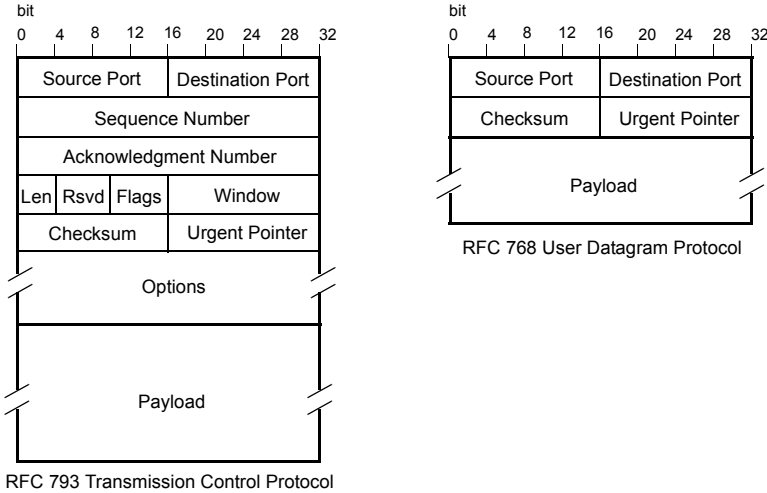 bit
0 4 8 12 16 20 24 28 32
Source Port Destination Port
Sequence Number
Acknowledgment Number
Len Rsvd Flags Window
Checksum Urgent Pointer
Options
Payload
RFC 793 Transmission Control Protocol
bit
0 4 8 12 16 20 24 28 32
Source Port Destination Port
Checksum Urgent Pointer
Payload
RFC 768 User Datagram Protocol